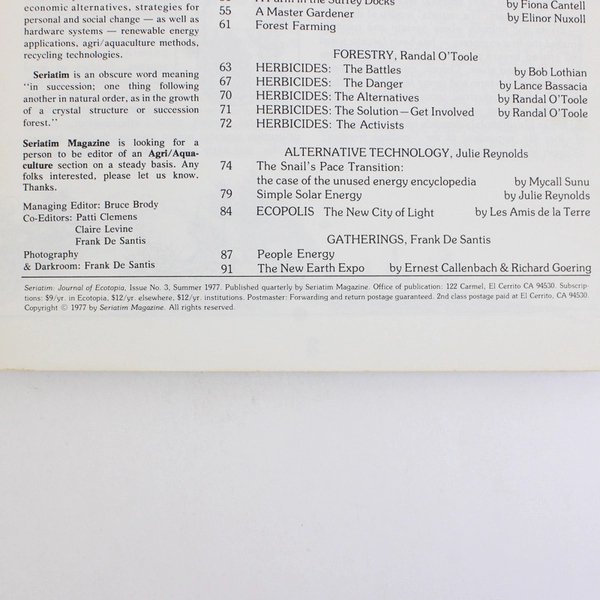 economic alternatives, strategies for
personal and social change — as well as
hardware systems — renewable energy
applications, agri/aquaculture methods,
recycling technologies.
Seriatim is an obscure word meaning
"in succession; one thing following
another in natural order, as in the growth
of a crystal structure or succession
forest."
Seriatim Magazine is looking for a
person to be editor of an Agri/Aqua-
culture section on a steady basis. Any
folks interested, please let us know.
Thanks.
Managing Editor: Bruce Brody
Co-Editors: Patti Clemens
Claire Levine
Frank De Santis
Photography
& Darkroom: Frank De Santis
A Farm in the Surrey Docks by Fiona Cantell
55 A Master Gardener by Elinor Nuxoll
61 Forest Farming
FORESTRY, Randal O'Toole
63 HERBICIDES: The Battles by Bob Lothian
67 HERBICIDES: The Danger by Lance Bassacia
70 HERBICIDES: The Alternatives by Randal O'Toole
71 HERBICIDES: The Solution—Get Involved by Randal O'Toole
72 HERBICIDES: The Activists
ALTERNATIVE TECHNOLOGY, Julie Reynolds
74 The Snail's Pace Transition:
the case of the unused energy encyclopedia by Mycall Sunu
79 Simple Solar Energy by Julie Reynolds
84 ECOPOLIS The New City of Light by Les Amis de la Terre
GATHERINGS, Frank De Santis
87 People Energy
91 The New Earth Expo by Ernest Callenbach & Richard Goering
Seriatim: Journal of Ecotopia, Issue No. 3, Summer 1977. Published quarterly by Seriatim Magazine. Office of publication: 122 Carmel, El Cerrito CA 94530. Subscrip-
tions: $9/yr. in Ecotopia, $12/yr. elsewhere, $12/yr. institutions. Postmaster: Forwarding and return postage guaranteed. 2nd class postage paid at El Cerrito, CA 94530.
Copyright © 1977 by Seriatim Magazine. All rights reserved.